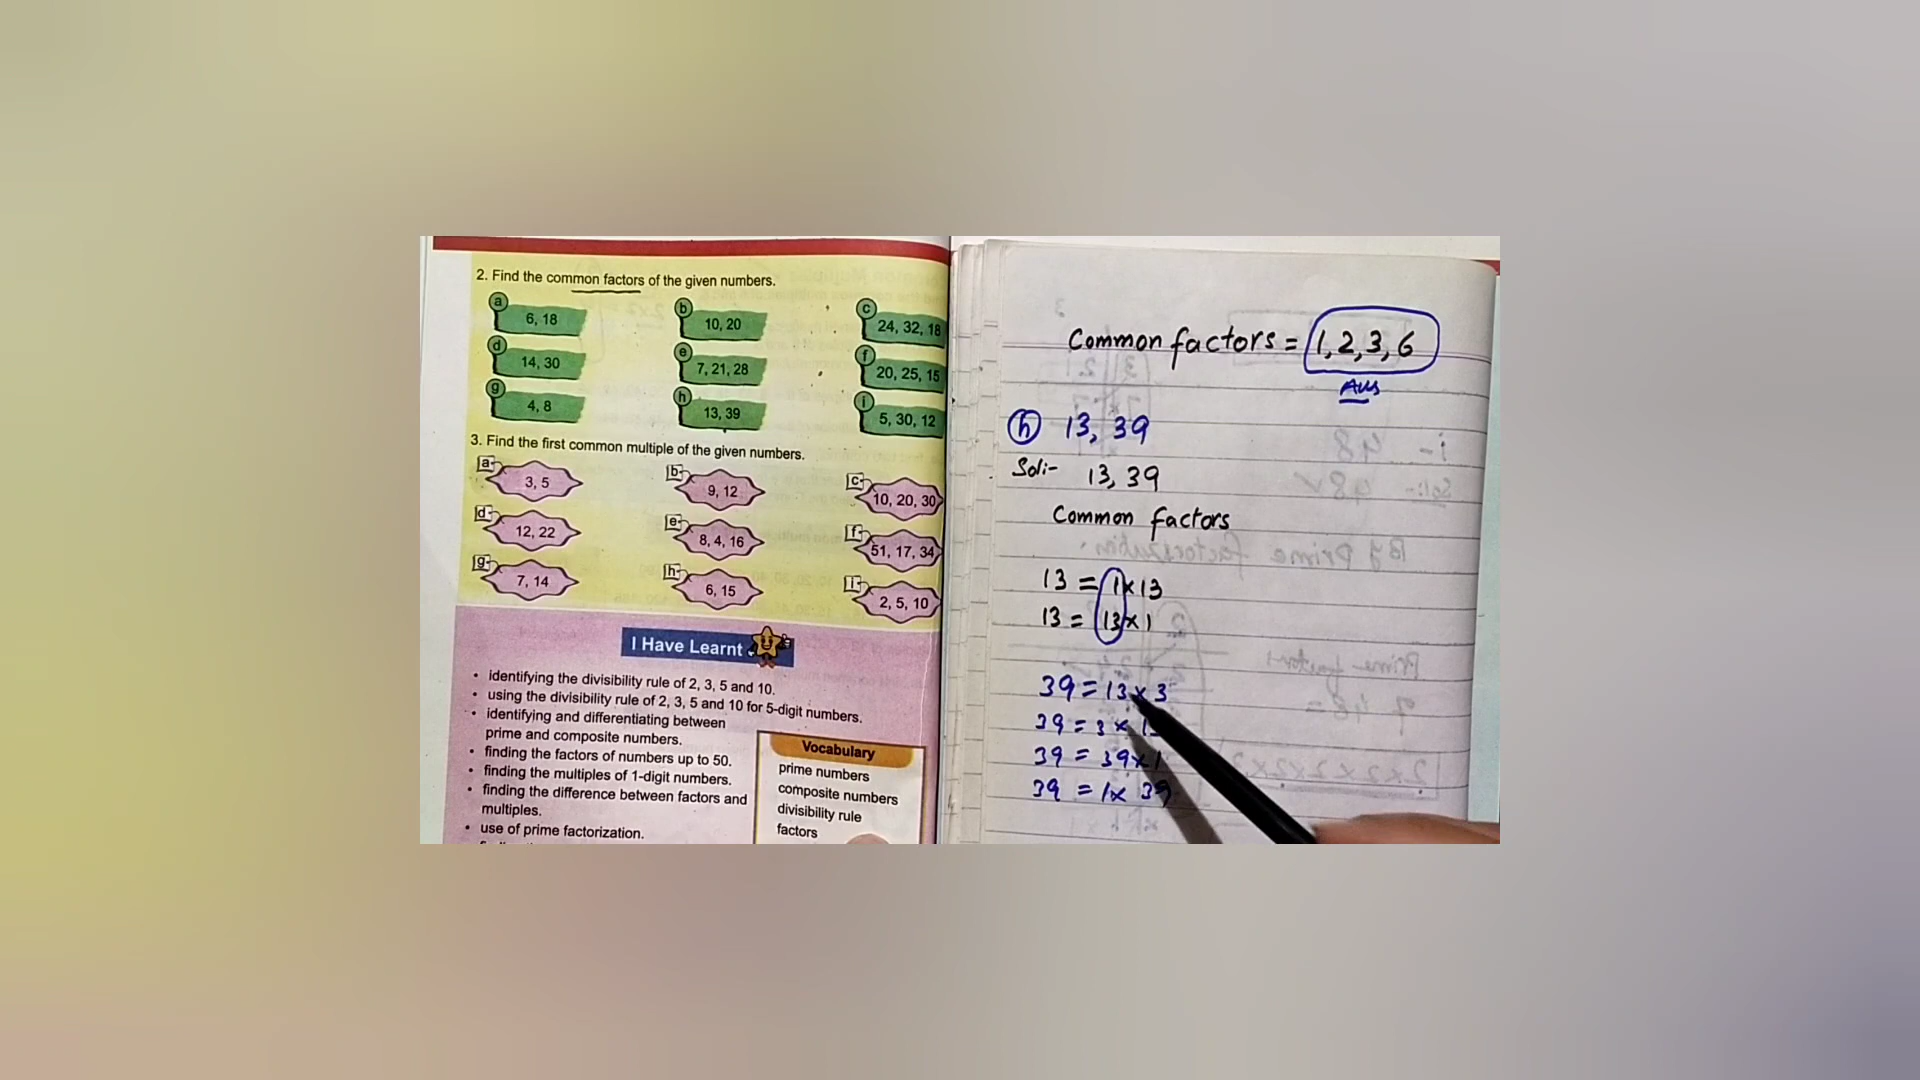 2. Find the common factors of the given numbers.
a 6, 18
b 10, 20
c 24, 32, 18
d 14, 30
e 7, 21, 28
f 20, 25, 15
g 4, 8
h 13, 39
i 5, 30, 12
3. Find the first common multiple of the given numbers.
a 3, 5
b 9, 12
c 10, 20, 30
d 12, 22
e 8, 4, 16
f 51, 17, 34
g 7, 14
h 6, 15
i 2, 5, 10
I Have Learnt
• identifying the divisibility rule of 2, 3, 5 and 10.
• using the divisibility rule of 2, 3, 5 and 10 for 5-digit numbers.
• identifying and differentiating between
prime and composite numbers.
• finding the factors of numbers up to 50.
• finding the multiples of 1-digit numbers.
• finding the difference between factors and
multiples.
• use of prime factorization.
Vocabulary
prime numbers
composite numbers
divisibility rule
factors
Common factors = 1, 2, 3, 6
Ans
h 13, 39
Sol:- 13, 39
Common factors
13 = 1 x 13
13 = 13 x 1
39 = 13 x 3
39 = 3 x
39 = 39 x 1
39 = 1 x 39